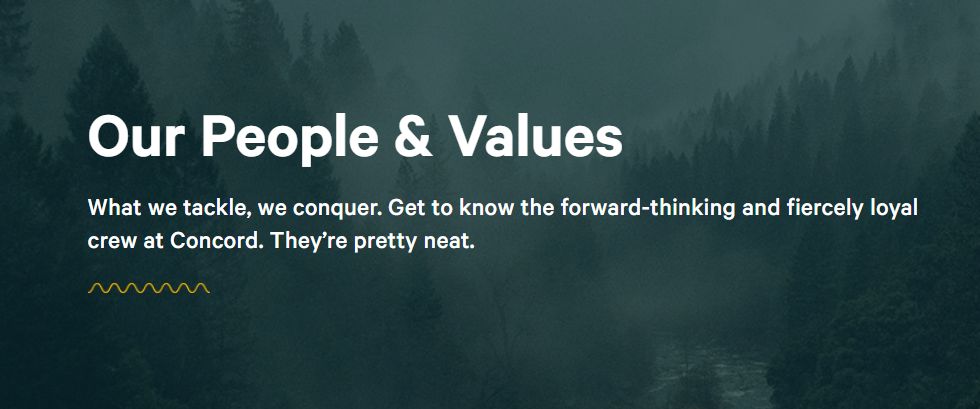 Our People & Values
What we tackle, we conquer. Get to know the forward-thinking and fiercely loyal
crew at Concord. They’re pretty neat.